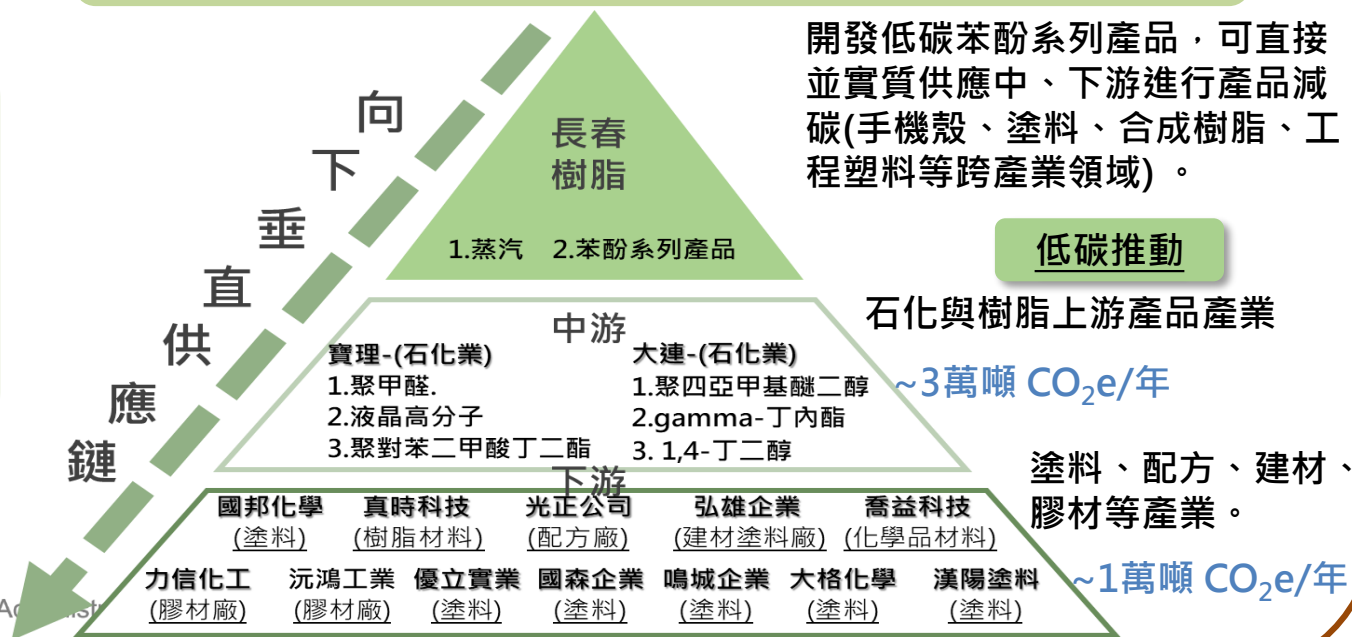 開發低碳苯酚系列產品，可直接
並實質供應中、下游進行產品減
碳(手機殼、塗料、合成樹脂、工
程塑料等跨產業領域) 。
向下垂直供應鏈
長春
樹脂
1.蒸汽 2.苯酚系列產品
低碳推動
石化與樹脂上游產品產業
~3萬噸 CO₂e/年
中游
寶理-(石化業)
1.聚甲醛.
2.液晶高分子
3.聚對苯二甲酸丁二酯
大連-(石化業)
1.聚四亞甲基醚二醇
2.gamma-丁內酯
3. 1,4-丁二醇
下游
塗料、配方、建材、
膠材等產業。
~1萬噸 CO₂e/年
國邦化學 真時科技 光正公司 弘雄企業 喬益科技
(塗料) (樹脂材料) (配方廠) (建材塗料廠) (化學品材料)
力信化工 沅鴻工業 優立實業 國森企業 鳴城企業 大格化學 漢陽塗料
(膠材廠) (膠材廠) (塗料) (塗料) (塗料) (塗料) (塗料)